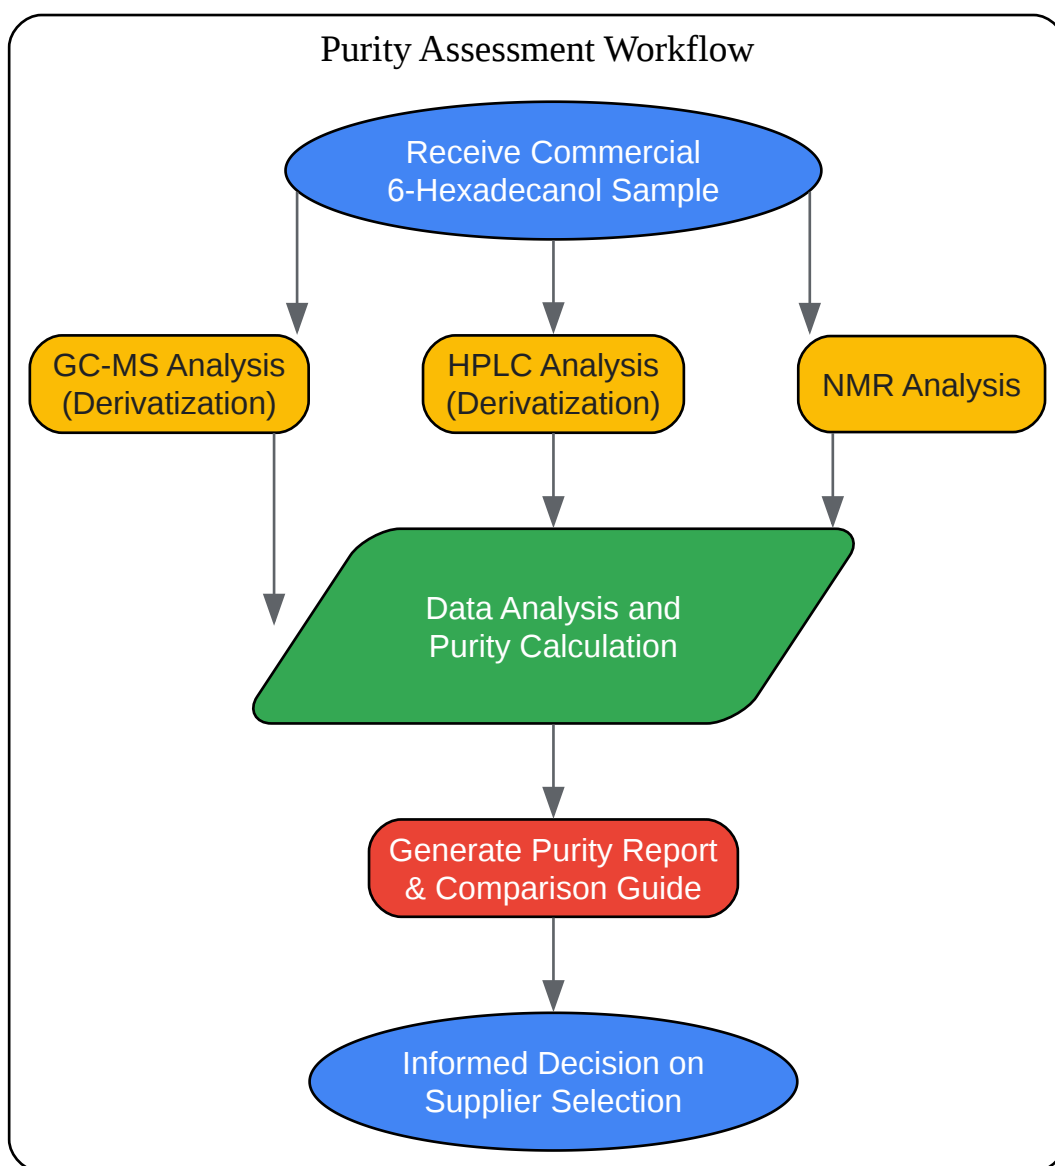 Purity Assessment Workflow
Receive Commercial
6-Hexadecanol Sample
GC-MS Analysis
(Derivatization)
HPLC Analysis
(Derivatization)
NMR Analysis
Data Analysis and
Purity Calculation
Generate Purity Report
& Comparison Guide
Informed Decision on
Supplier Selection